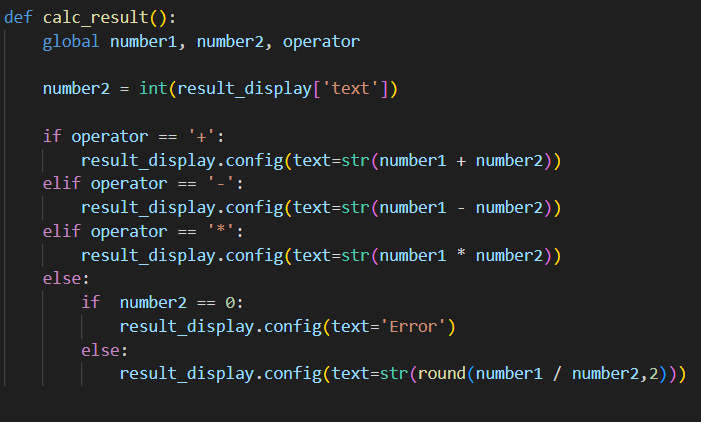 def calc_result():
    global number1, number2, operator

    number2 = int(result_display['text'])

    if operator == '+':
        result_display.config(text=str(number1 + number2))
    elif operator == '-':
        result_display.config(text=str(number1 - number2))
    elif operator == '*':
        result_display.config(text=str(number1 * number2))
    else:
        if  number2 == 0:
            result_display.config(text='Error')
        else:
            result_display.config(text=str(round(number1 / number2,2)))